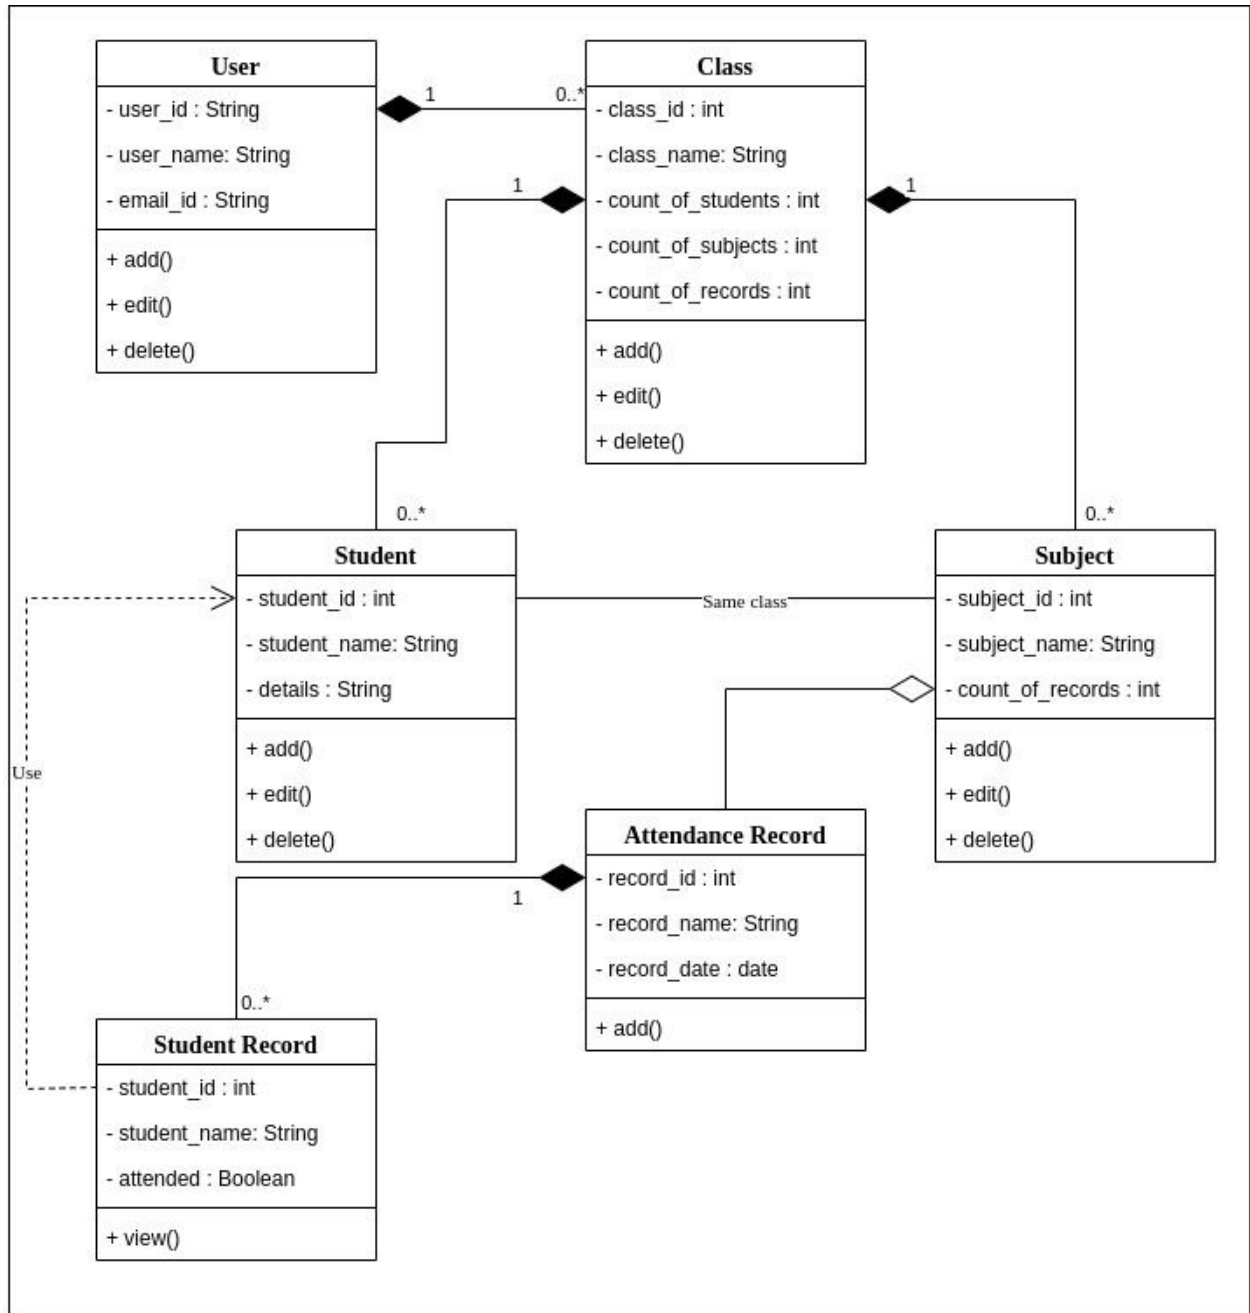 User
- user_id : String
- user_name: String
- email_id : String
+ add()
+ edit()
+ delete()
1
0..*
Class
- class_id : int
- class_name: String
- count_of_students : int
- count_of_subjects : int
- count_of_records : int
+ add()
+ edit()
+ delete()
1
1
0..*
0..*
Student
- student_id : int
- student_name: String
- details : String
+ add()
+ edit()
+ delete()
Same class
Subject
- subject_id : int
- subject_name: String
- count_of_records : int
+ add()
+ edit()
+ delete()
Use
Attendance Record
- record_id : int
- record_name: String
- record_date : date
+ add()
1
0..*
Student Record
- student_id : int
- student_name: String
- attended : Boolean
+ view()